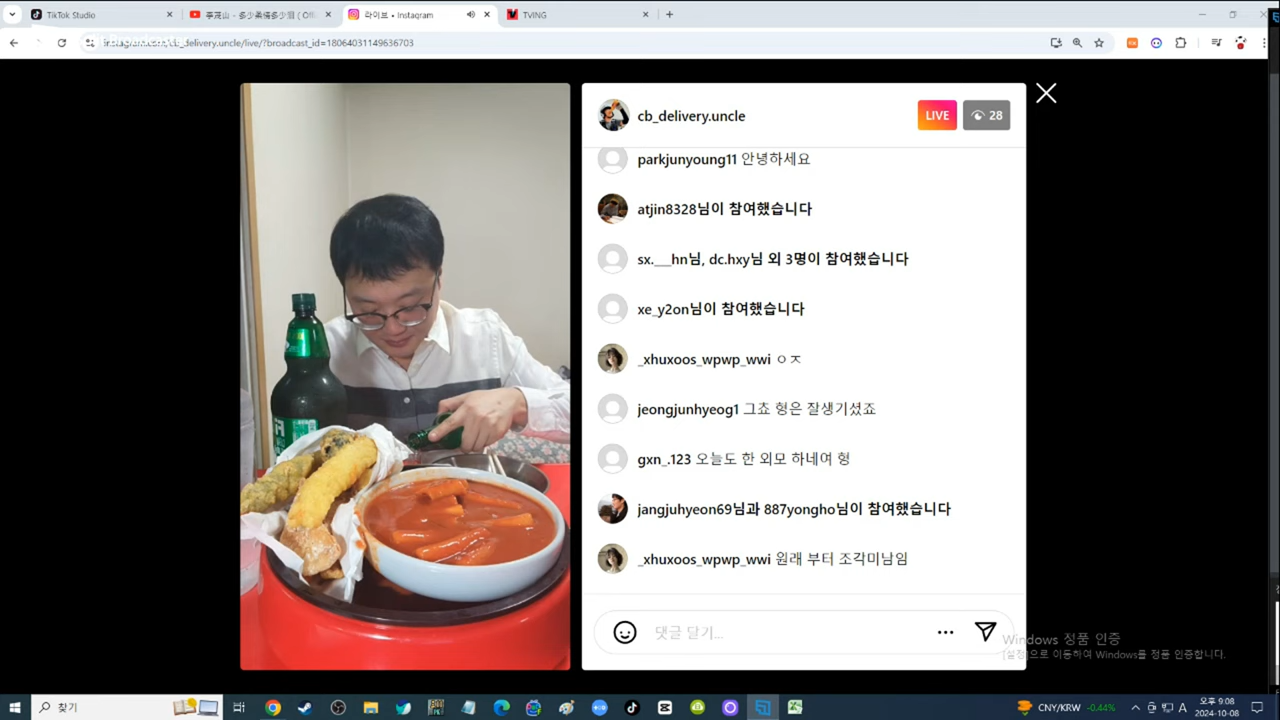 TikTok Studio
라이브 • Instagram
TVING
_delivery.uncle/live/?broadcast_id=18064031149636703
cb_delivery.uncle
LIVE
28
parkjunyoung11 안녕하세요
atjin8328님이 참여했습니다
sx.__hn님, dc.hxy님 외 3명이 참여했습니다
xe_y2on님이 참여했습니다
_xhuxoos_wpwp_wwi ㅇㅈ
jeongjunhyeog1 그쵸 형은 잘생기셨죠
gxn_.123 오늘도 한 외모 하네여 형
jangjuhyeon69님과 887yongho님이 참여했습니다
_xhuxoos_wpwp_wwi 원래 부터 조각미남임
댓글 달기...
Windows 정품 인증
[설정]으로 이동하여 Windows를 정품 인증합니다.
찾기
CNY/KRW -0.44%
A
오후 9:08
2024-10-08